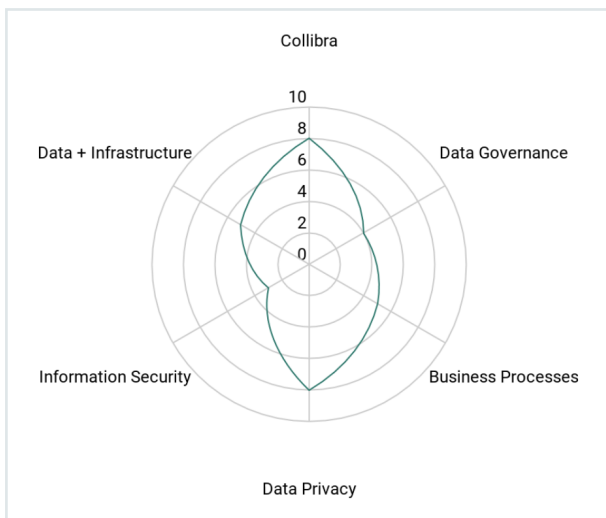 Collibra
10
8
6
4
2
0
Data + Infrastructure
Data Governance
Information Security
Business Processes
Data Privacy